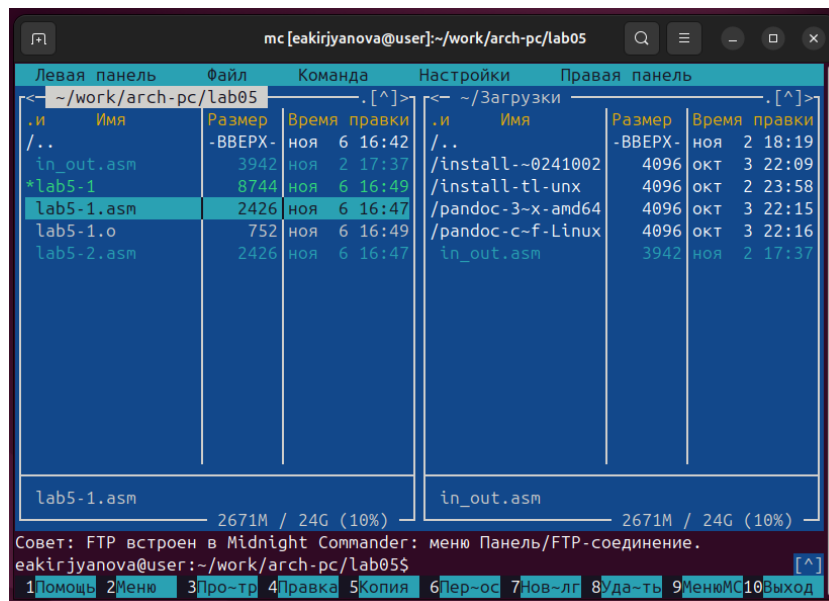 mc [eakirjyanova@user]:~/work/arch-pc/lab05
Левая панель Файл Команда Настройки Правая панель
<— ~/work/arch-pc/lab05 —.[^]> <— ~/Загрузки —.[^]>
.и Имя Размер Время правки .и Имя Размер Время правки
/.. -ВВЕРХ- ноя 6 16:42 /.. -ВВЕРХ- ноя 2 18:19
in_out.asm 3942 ноя 2 17:37 /install-~0241002 4096 окт 3 22:09
*lab5-1 8744 ноя 6 16:49 /install-tl-unx 4096 окт 2 23:58
lab5-1.asm 2426 ноя 6 16:47 /pandoc-3~x-amd64 4096 окт 3 22:15
lab5-1.o 752 ноя 6 16:49 /pandoc-c~f-Linux 4096 окт 3 22:16
lab5-2.asm 2426 ноя 6 16:47 in_out.asm 3942 ноя 2 17:37
lab5-1.asm in_out.asm
2671M / 24G (10%) 2671M / 24G (10%)
Совет: FTP встроен в Midnight Commander: меню Панель/FTP-соединение.
eakirjyanova@user:~/work/arch-pc/lab05$ [^]
1Помощь 2Меню 3Про~тр 4Правка 5Копия 6Пер~ос 7Нов~лг 8Уда~ть 9МенюМС 10Выход